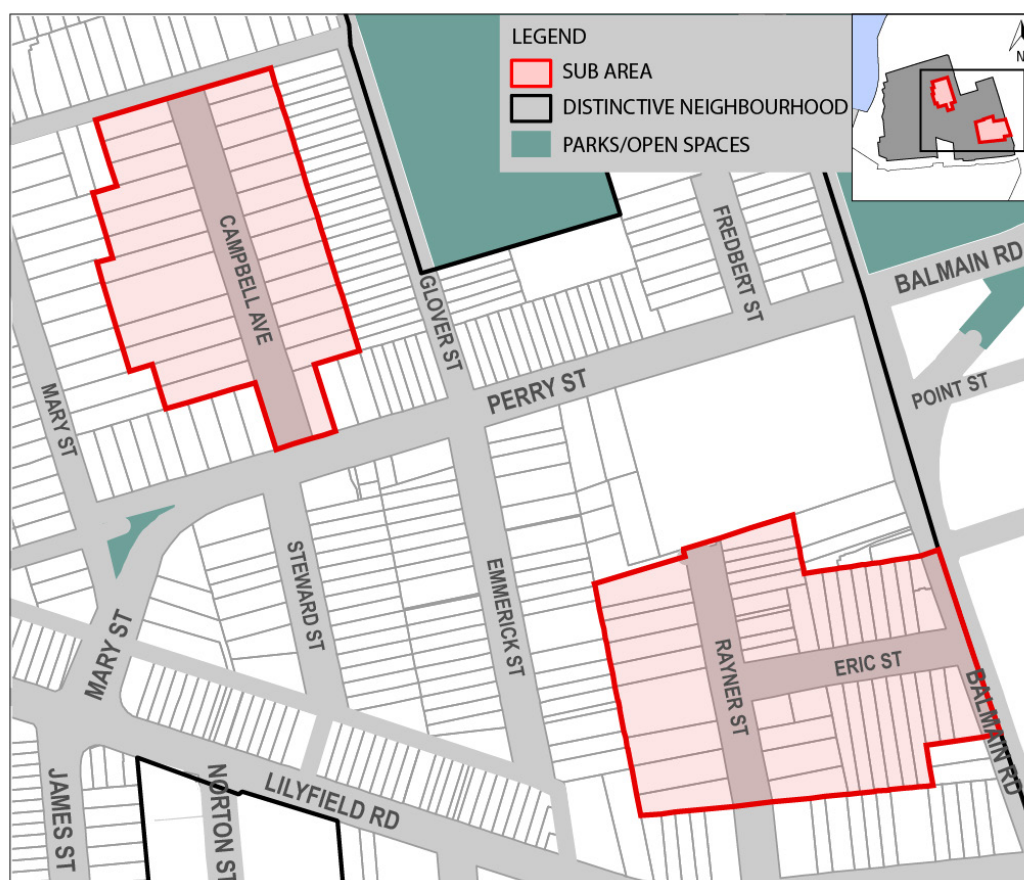 LEGEND
SUB AREA
DISTINCTIVE NEIGHBOURHOOD
PARKS/OPEN SPACES
N
CAMPBELL AVE
GLOVER ST
FREDBERT ST
BALMAIN RD
MARY ST
PERRY ST
POINT ST
STEWARD ST
EMMERICK ST
MARY ST
RAYNER ST
ERIC ST
BALMAIN RD
JAMES ST
NORTON ST
LILYFIELD RD